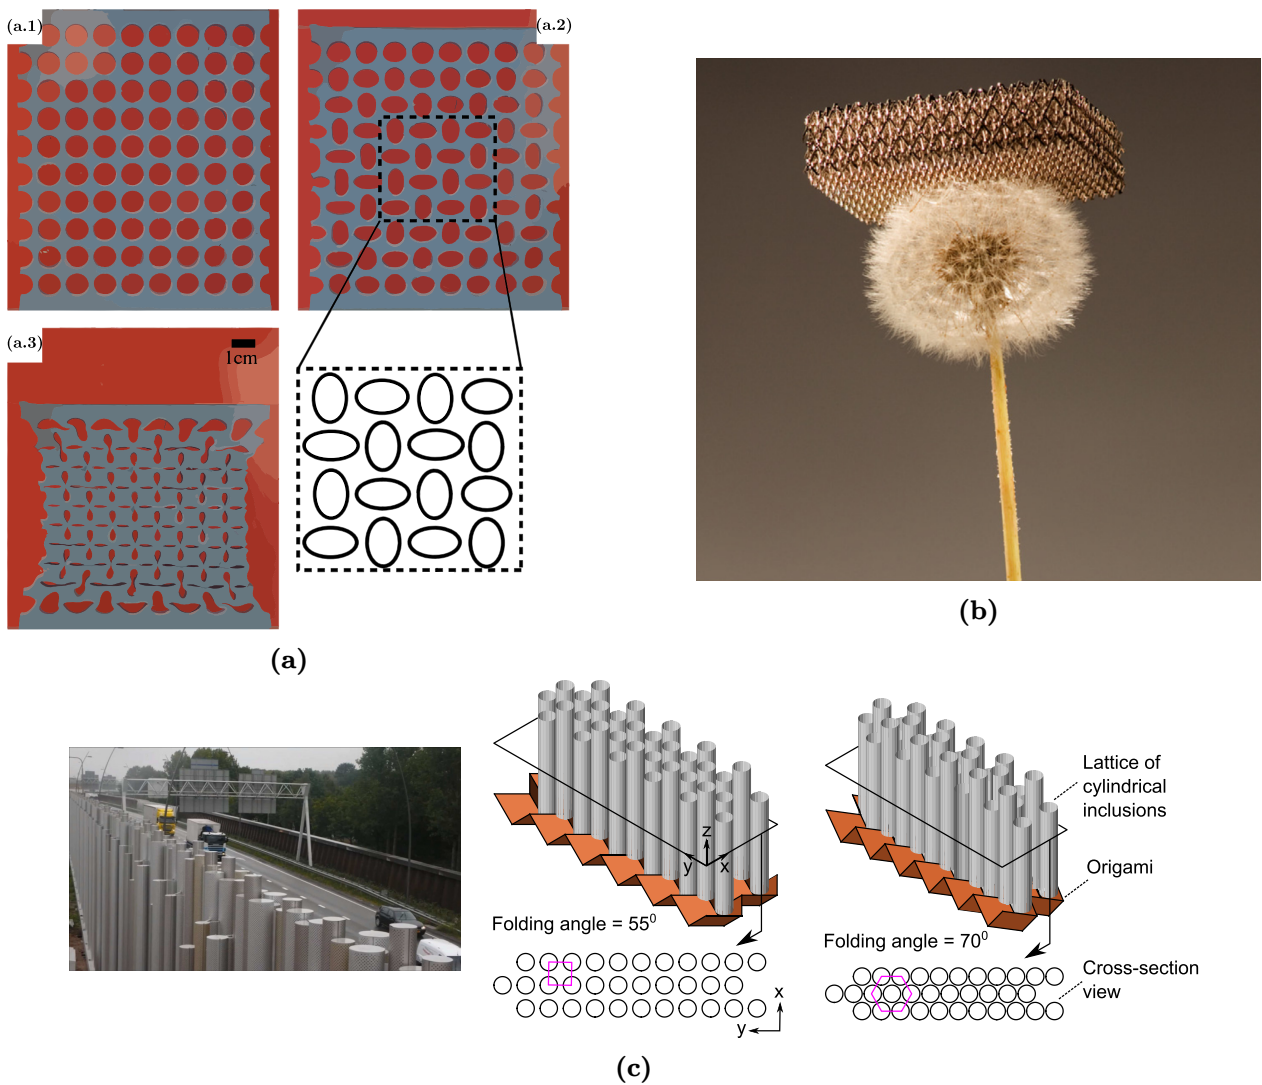 (a.1)
(a.2)
(a.3)
1cm
(a)
(b)
Lattice of
cylindrical
inclusions
z
y
x
Origami
Folding angle = 55⁰
Folding angle = 70⁰
Cross-section
view
x
y
(c)